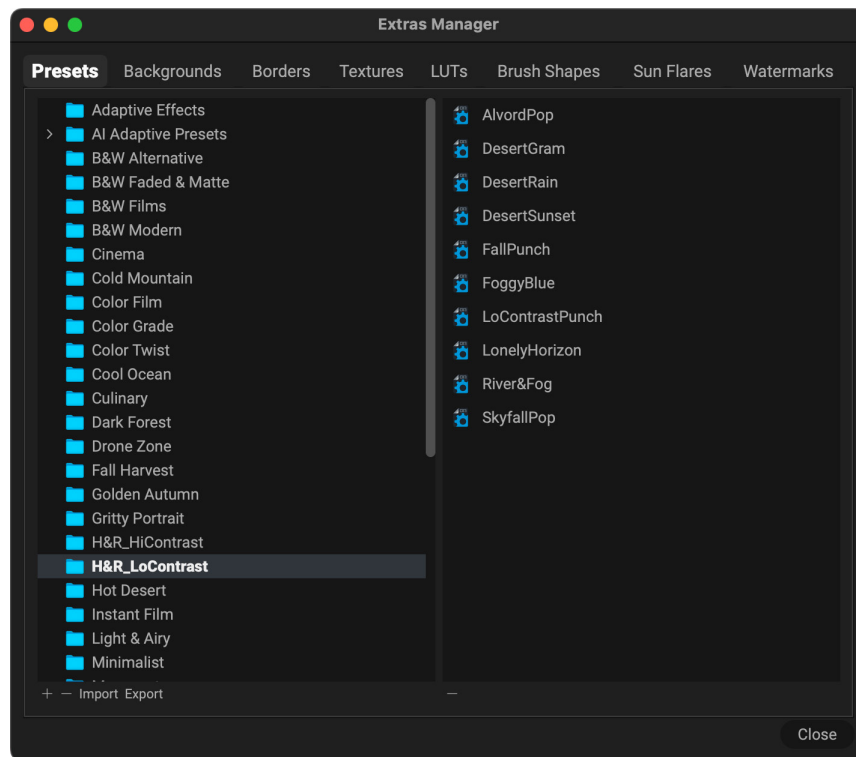 Extras Manager
Presets Backgrounds Borders Textures LUTs Brush Shapes Sun Flares Watermarks
Adaptive Effects
AI Adaptive Presets
B&W Alternative
B&W Faded & Matte
B&W Films
B&W Modern
Cinema
Cold Mountain
Color Film
Color Grade
Color Twist
Cool Ocean
Culinary
Dark Forest
Drone Zone
Fall Harvest
Golden Autumn
Gritty Portrait
H&R_HiContrast
H&R_LoContrast
Hot Desert
Instant Film
Light & Airy
Minimalist
+ − Import Export
AlvordPop
DesertGram
DesertRain
DesertSunset
FallPunch
FoggyBlue
LoContrastPunch
LonelyHorizon
River&Fog
SkyfallPop
−
Close